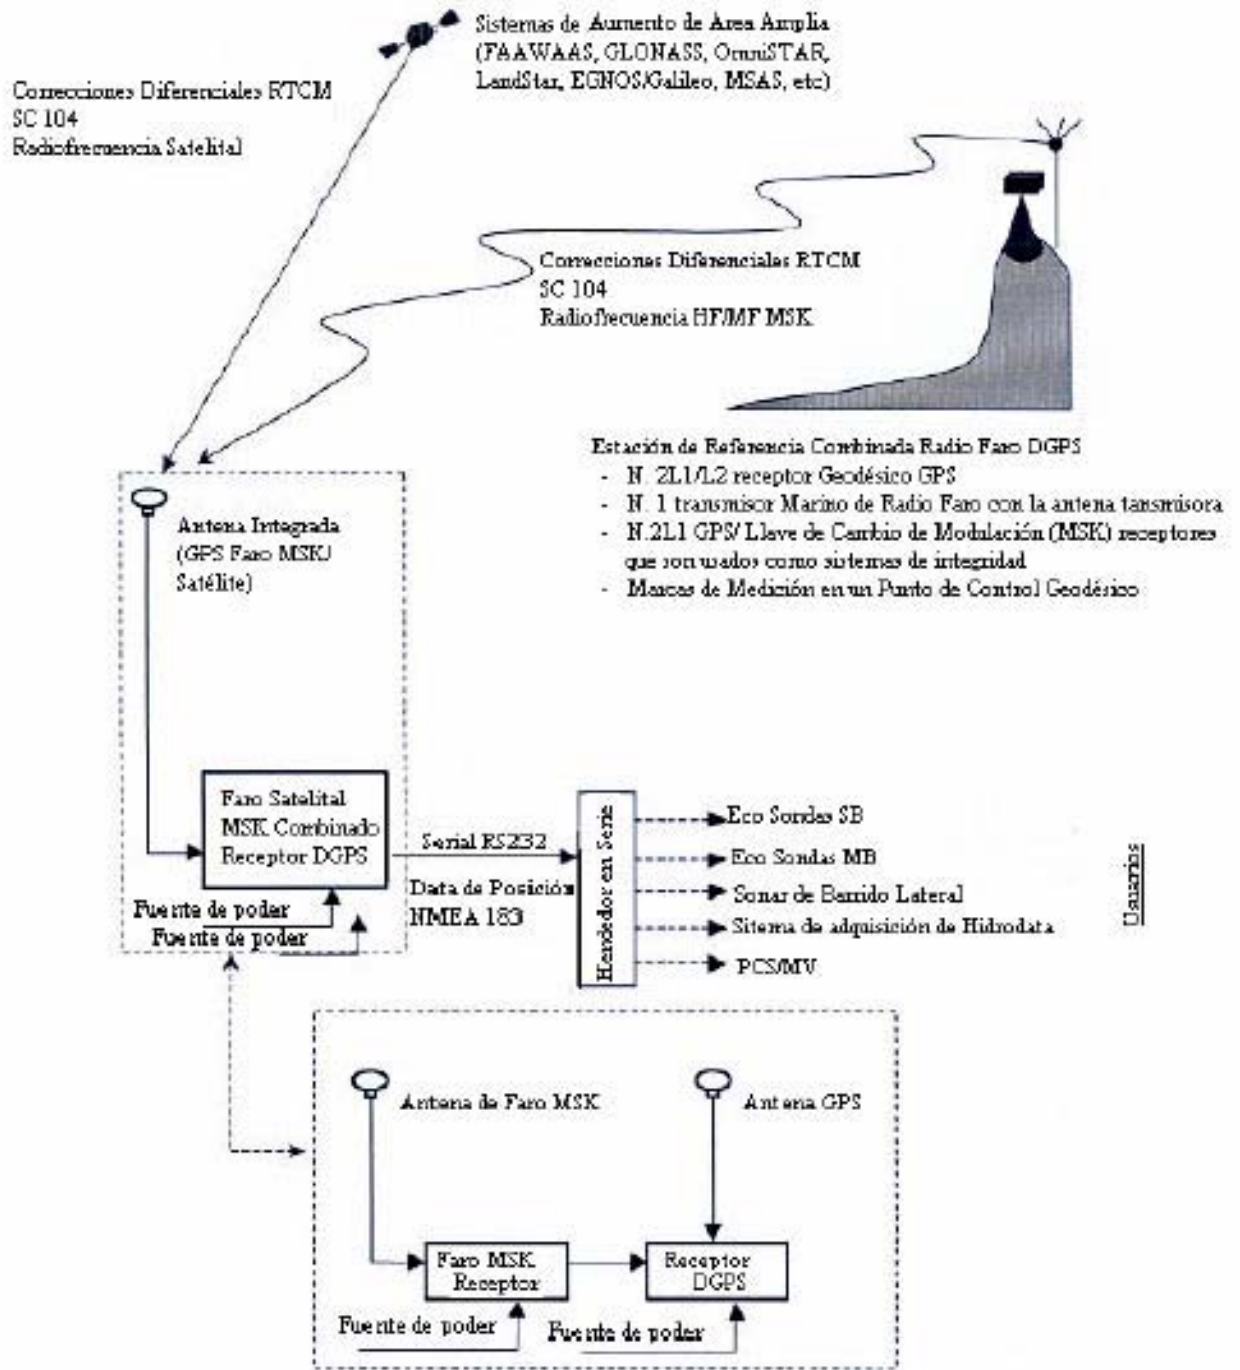 Sistemas de Aumento de Area Amplia
(FAAWAAS, GLONASS, OmniSTAR,
LandStar, EGNOS/Galileo, MSAS, etc)
Correcciones Diferenciales RTCM
SC 104
Radiofrecuencia Satelital
Correcciones Diferenciales RTCM
SC 104
Radiofrecuencia HF/MF MSK
Estación de Referencia Combinada Radio Faro DGPS
- N. 2L1/L2 receptor Geodésico GPS
- N. 1 transmisor Marino de Radio Faro con la antena tansmisora
- N.2L1 GPS/ Llave de Cambio de Modulación (MSK) receptores
que son usados como sistemas de integridad
- Marcas de Medición en un Punto de Control Geodésico
Antena Integrada
(GPS Faro MSK/
Satélite)
Faro Satelital
MSK Combinado
Receptor DGPS
Fuente de poder
Fuente de poder
Serial RS232
Data de Posición
NMEA 183
Hendedor en Serie
Eco Sondas SB
Eco Sondas MB
Sonar de Barrido Lateral
Sitema de adquisición de Hidrodata
PCS/MV
Usuarios
Antena de Faro MSK
Antena GPS
Faro MSK
Receptor
Receptor
DGPS
Fuente de poder
Fuente de poder